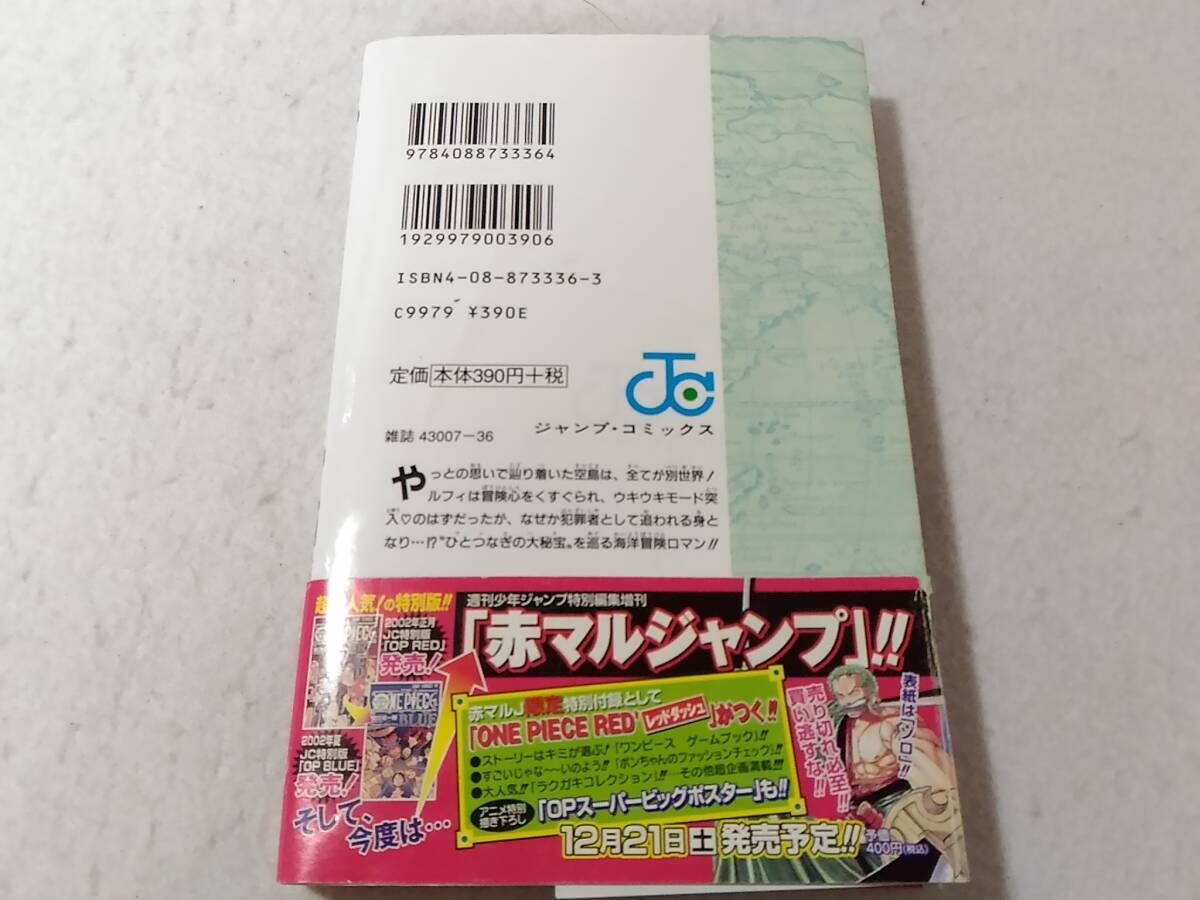 9784088733364
1929979003906
ISBN4-08-873336-3
C9979 ¥390E
定価 本体390円+税
雑誌 43007-36
ジャンプ・コミックス
やっとの思いで辿り着いた空島は、全てが別世界!
ルフィは冒険心をくすぐられ、ウキウキモード突
入♡のはずだったが、なぜか犯罪者として追われる身と
なり…!?“ひとつなぎの大秘宝„を巡る海洋冒険ロマン!!
人気!の特別版!!
2002年正月
JC特別版
「OP RED」
発売!
ONE PIECE
BLUE
2002年夏
JC特別版
「OP BLUE」
発売!
そして、
今度は…
週刊少年ジャンプ特別編集増刊
「赤マルジャンプ」!!
赤マルJ限定特別付録として
「ONE PIECE RED’レッドダッシュ」がつく!!
●ストーリーはキミが選ぶ!「ワンピース ゲームブック」!!
●すごいじゃな〜〜いのよう!!「ボンちゃんのファッションチェック」!!
●大人気!!「ラクガキコレクション」!!…その他超企画満載!!!
アニメ特別
描き下ろし
「OPスーパービッグポスター」も!!
12月21日土発売予定!!
表紙は「ゾロ」!!
売り切れ必至!!
買い逃すな!!
予価
400円(税込)